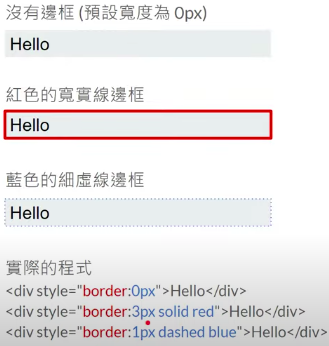 沒有邊框 (預設寬度為 0px)
Hello
紅色的寬實線邊框
Hello
藍色的細虛線邊框
Hello
實際的程式
<div style="border:0px">Hello</div>
<div style="border:3px solid red">Hello</div>
<div style="border:1px dashed blue">Hello</div>